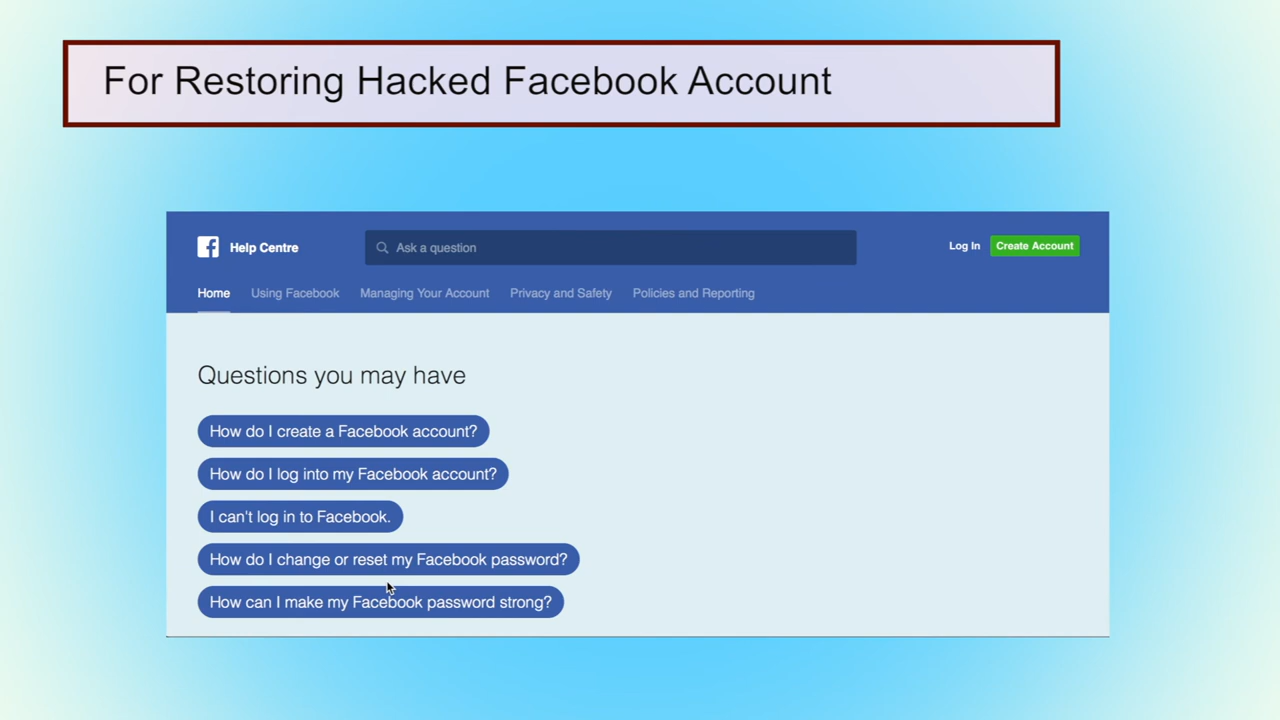 For Restoring Hacked Facebook Account
Help Centre
Ask a question
Log In
Create Account
Home
Using Facebook
Managing Your Account
Privacy and Safety
Policies and Reporting
Questions you may have
How do I create a Facebook account?
How do I log into my Facebook account?
I can't log in to Facebook.
How do I change or reset my Facebook password?
How can I make my Facebook password strong?